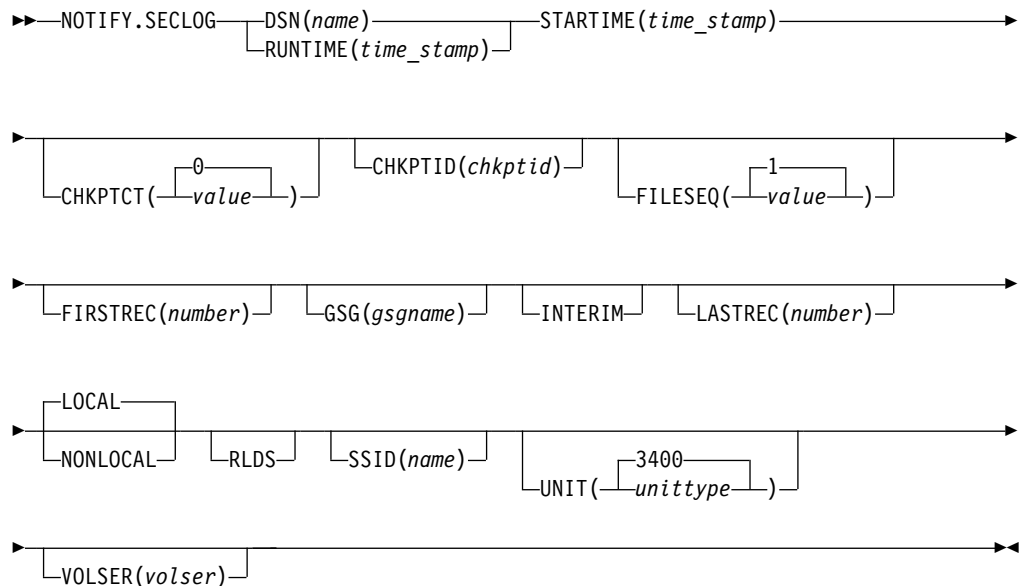 NOTIFY.SECLOG DSN(name) STARTIME(time_stamp)
RUNTIME(time_stamp)
0
CHKPTCT( value )
CHKPTID(chkptid)
1
FILESEQ( value )
FIRSTREC(number) GSG(gsgname) INTERIM LASTREC(number)
LOCAL
NONLOCAL RLDS SSID(name)
3400
UNIT( unittype )
VOLSER(volser)